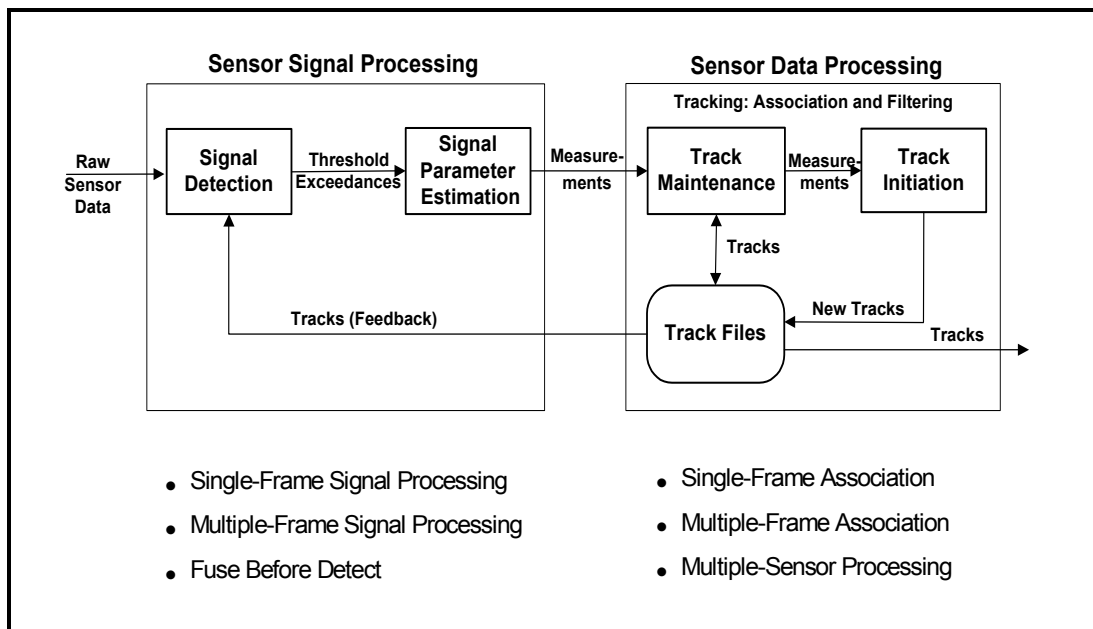 Sensor Signal Processing
Sensor Data Processing
Tracking: Association and Filtering
Raw
Sensor
Data
Signal
Detection
Threshold
Exceedances
Signal
Parameter
Estimation
Measure-
ments
Track
Maintenance
Measure-
ments
Track
Initiation
Tracks
Tracks (Feedback)
Track Files
New Tracks
Tracks
• Single-Frame Signal Processing
• Multiple-Frame Signal Processing
• Fuse Before Detect
• Single-Frame Association
• Multiple-Frame Association
• Multiple-Sensor Processing